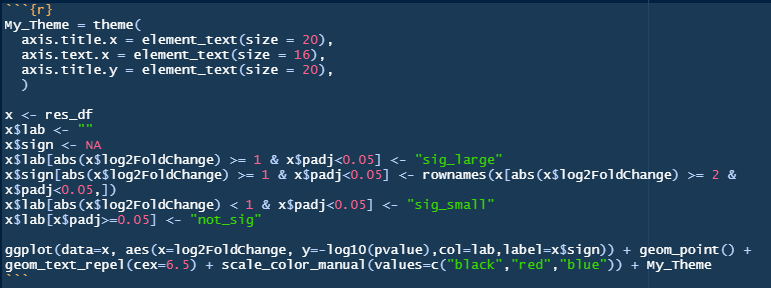 ```{r}
My_Theme = theme(
  axis.title.x = element_text(size = 20),
  axis.text.x = element_text(size = 16),
  axis.title.y = element_text(size = 20),
  )

x <- res_df
x$lab <- ""
x$sign <- NA
x$lab[abs(x$log2FoldChange) >= 1 & x$padj<0.05] <- "sig_large"
x$sign[abs(x$log2FoldChange) >= 1 & x$padj<0.05] <- rownames(x[abs(x$log2FoldChange) >= 2 &
x$padj<0.05,])
x$lab[abs(x$log2FoldChange) < 1 & x$padj<0.05] <- "sig_small"
x$lab[x$padj>=0.05] <- "not_sig"

ggplot(data=x, aes(x=log2FoldChange, y=-log10(pvalue),col=lab,label=x$sign)) + geom_point() +
geom_text_repel(cex=6.5) + scale_color_manual(values=c("black","red","blue")) + My_Theme
```